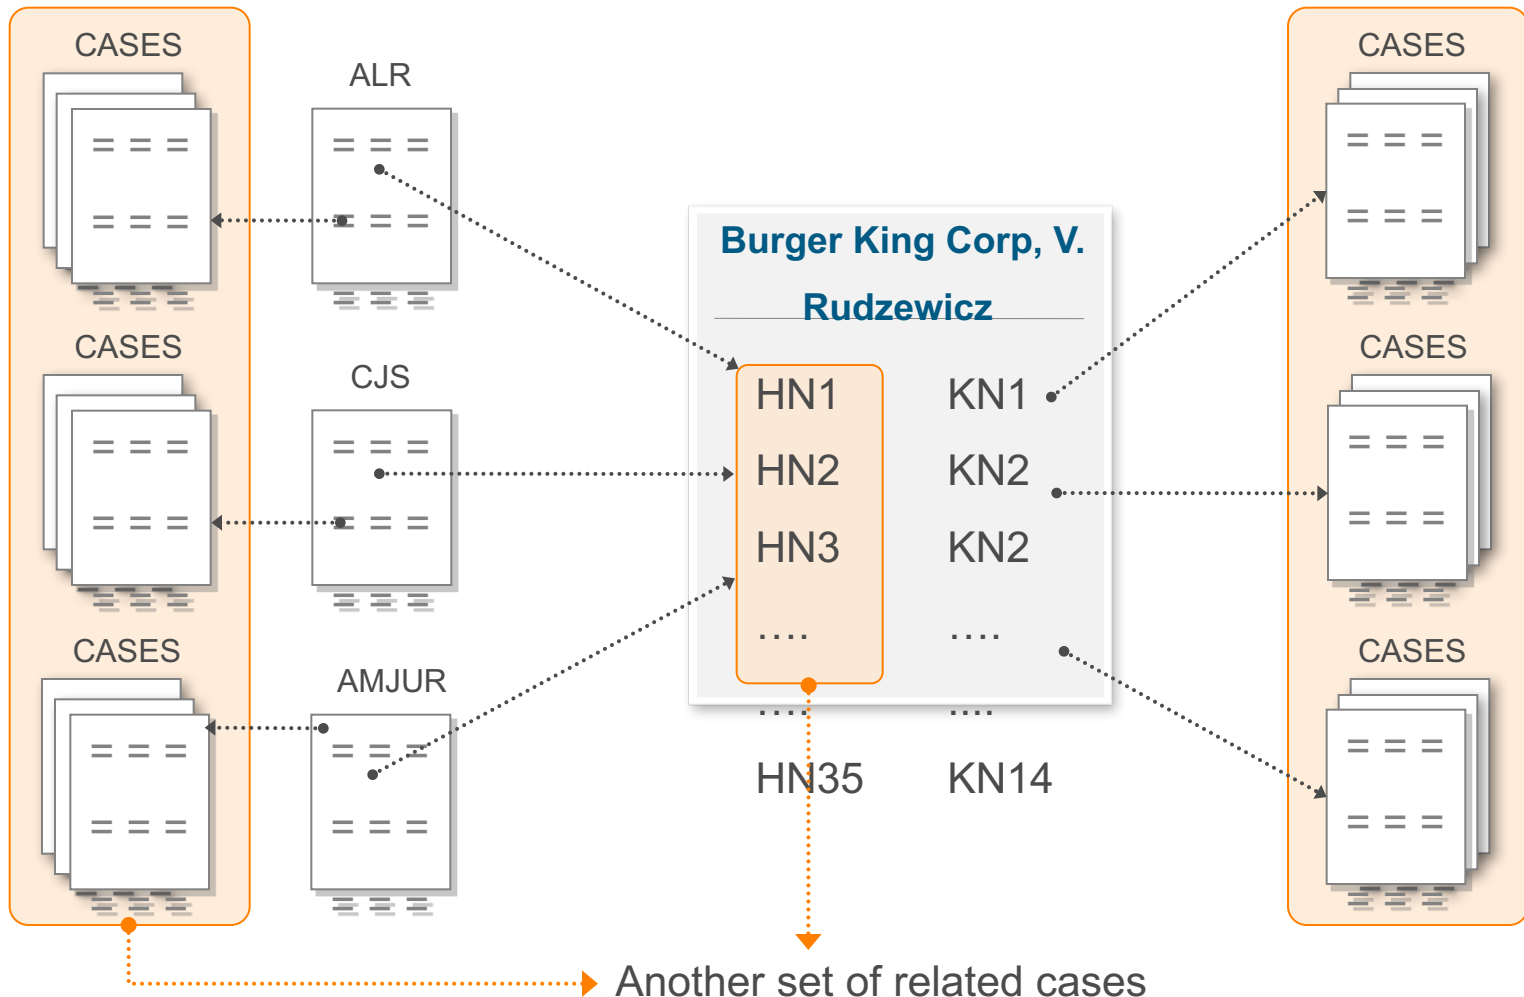 CASES
ALR
CASES
CJS
CASES
AMJUR
Burger King Corp, V.
Rudzewicz
HN1 KN1
HN2 KN2
HN3 KN2
.... ....
.... ....
HN35 KN14
CASES
CASES
CASES
Another set of related cases